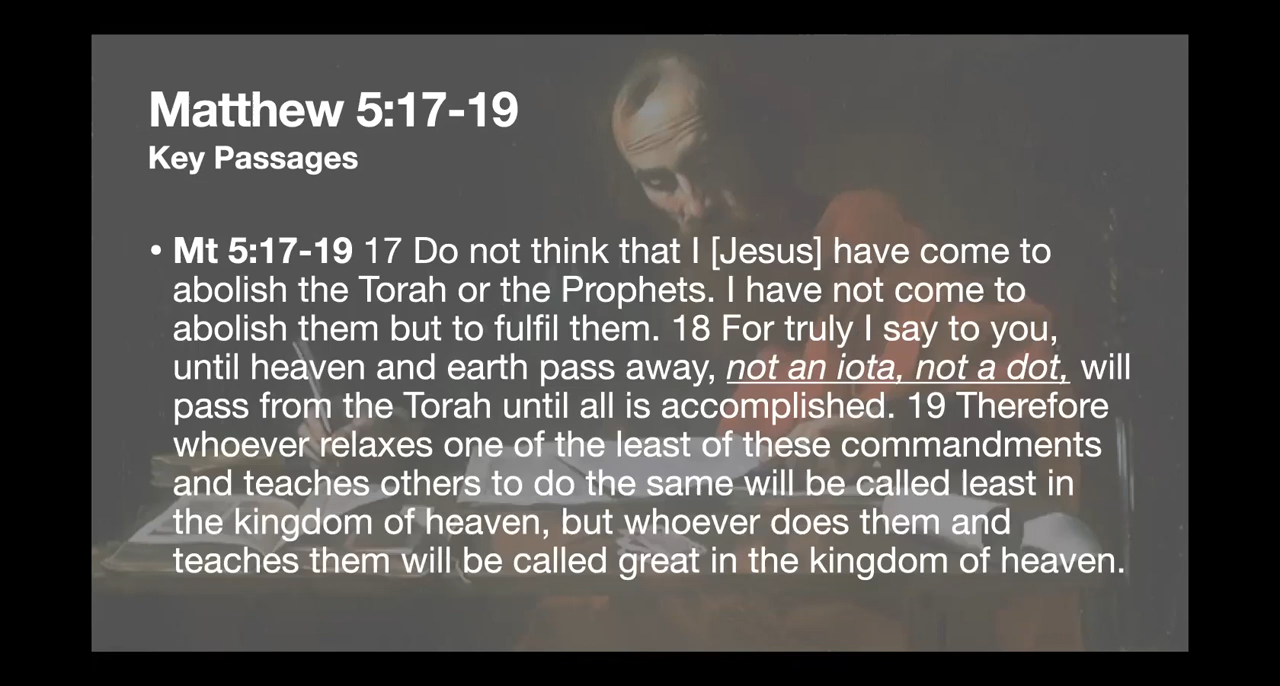 Matthew 5:17-19
Key Passages
• Mt 5:17-19 17 Do not think that I [Jesus] have come to
abolish the Torah or the Prophets. I have not come to
abolish them but to fulfil them. 18 For truly I say to you,
until heaven and earth pass away, not an iota, not a dot, will
pass from the Torah until all is accomplished. 19 Therefore
whoever relaxes one of the least of these commandments
and teaches others to do the same will be called least in
the kingdom of heaven, but whoever does them and
teaches them will be called great in the kingdom of heaven.